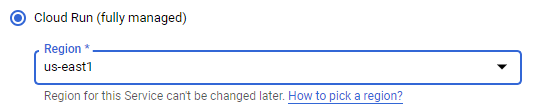 Cloud Run (fully managed)
Region *
us-east1
Region for this Service can't be changed later. How to pick a region?